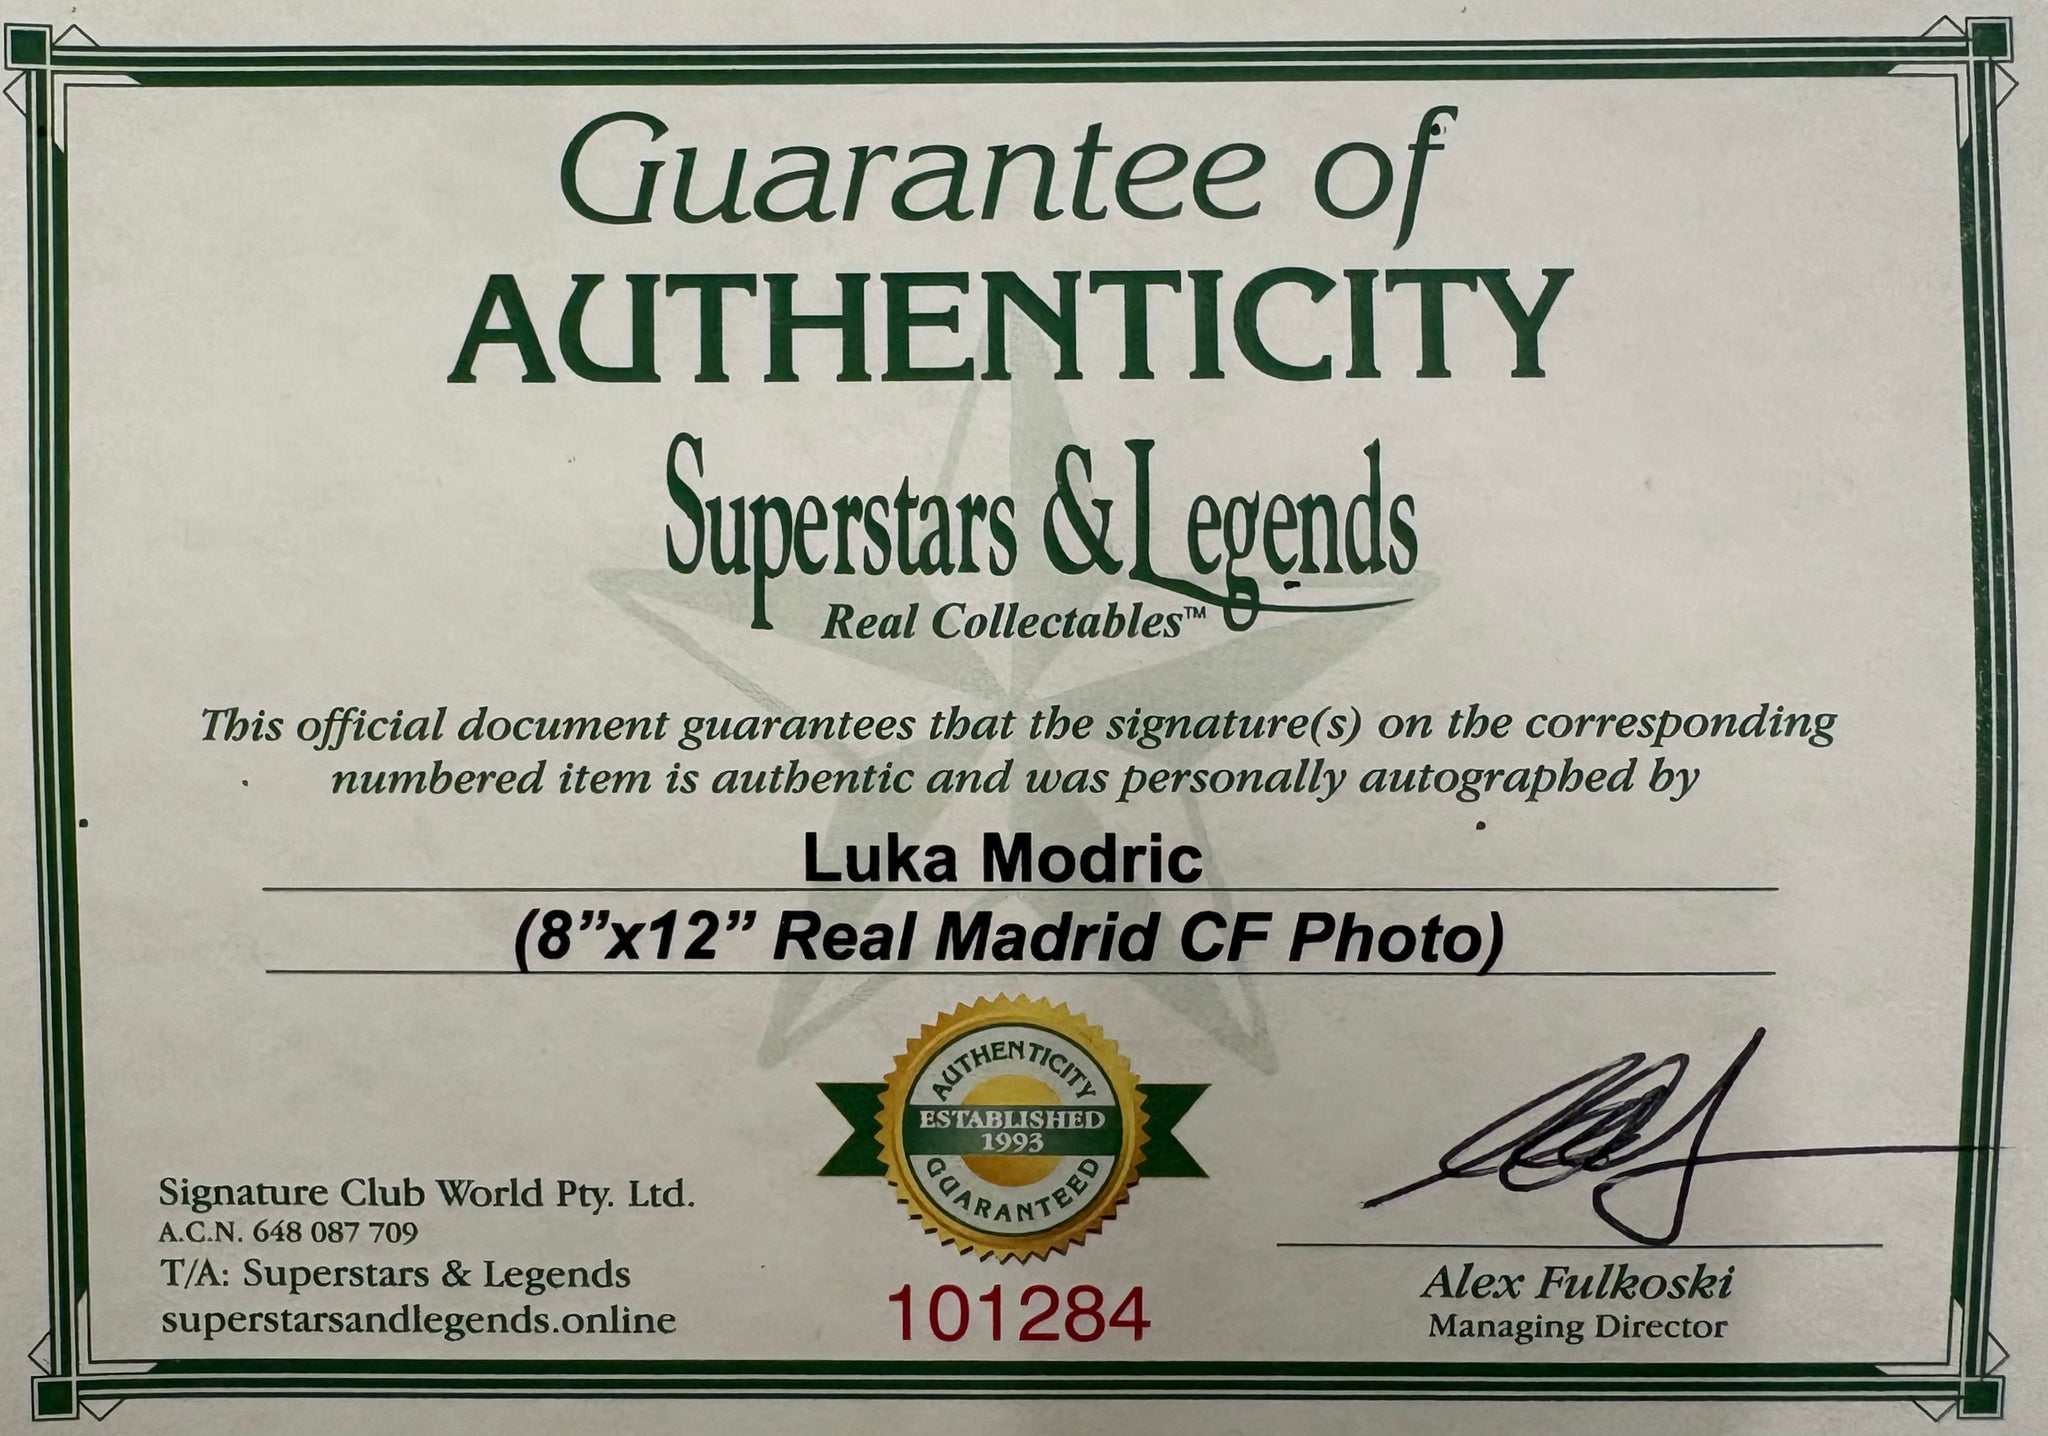 Guarantee of
AUTHENTICITY
Superstars & Legends
Real Collectables™
This official document guarantees that the signature(s) on the corresponding
numbered item is authentic and was personally autographed by
Luka Modric
(8”x12” Real Madrid CF Photo)
AUTHENTICITY
ESTABLISHED
1993
GUARANTEED
101284
Signature Club World Pty. Ltd.
A.C.N. 648 087 709
T/A: Superstars & Legends
superstarsandlegends.online
Alex Fulkoski
Managing Director